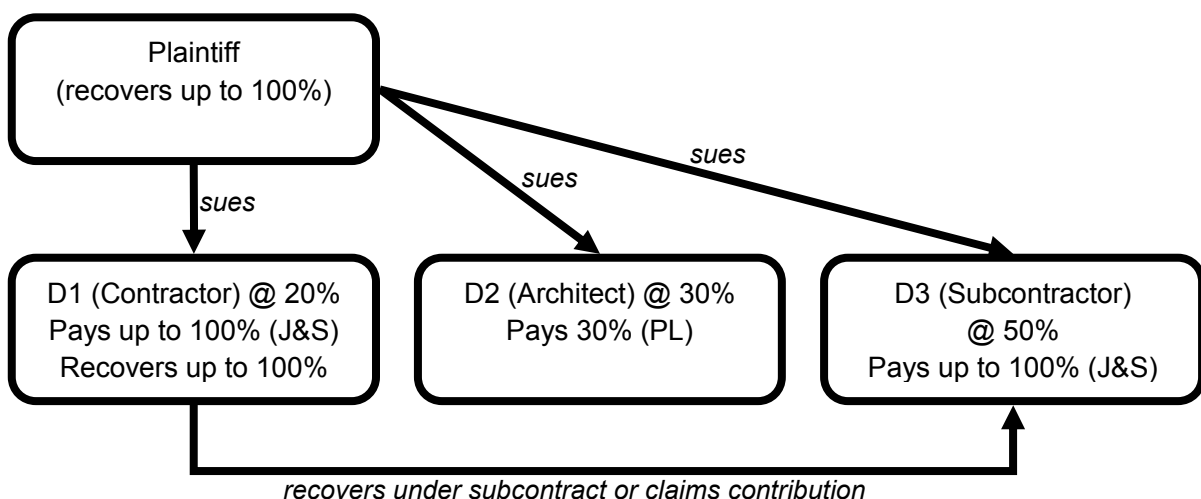 Plaintiff
(recovers up to 100%)
sues
sues
sues
D1 (Contractor) @ 20%
Pays up to 100% (J&S)
Recovers up to 100%
D2 (Architect) @ 30%
Pays 30% (PL)
D3 (Subcontractor)
@ 50%
Pays up to 100% (J&S)
recovers under subcontract or claims contribution